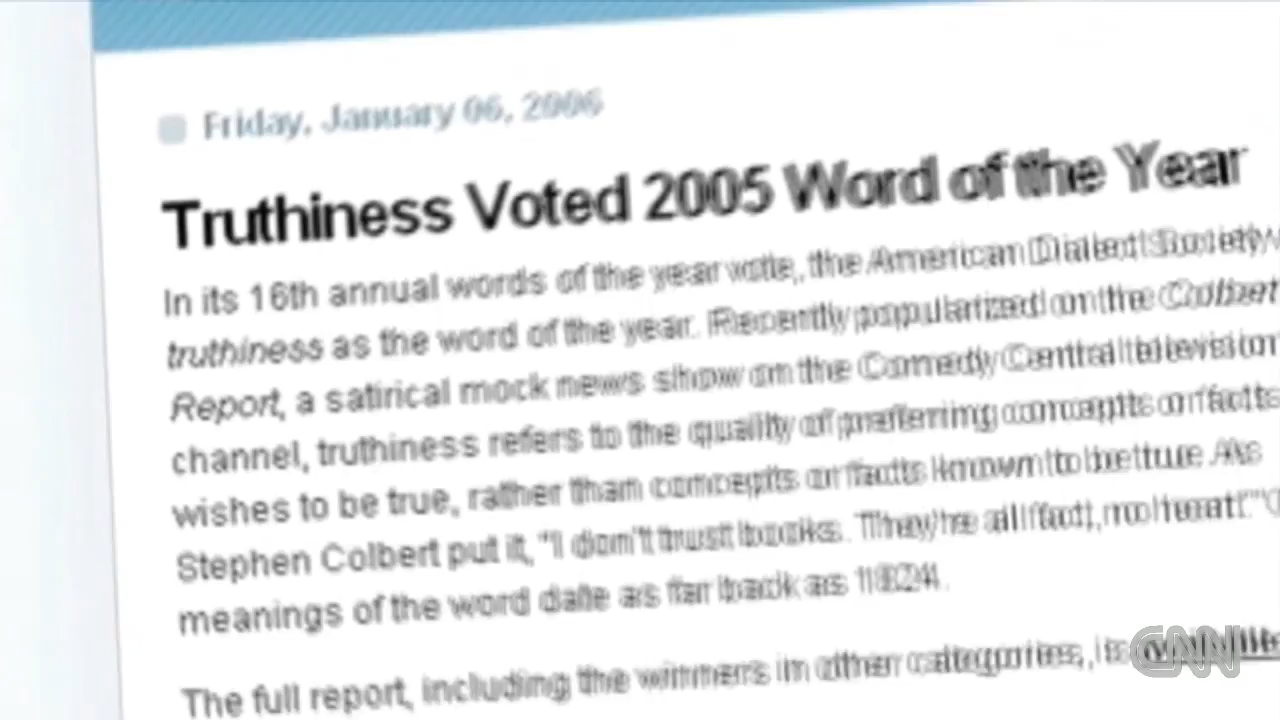 Friday, January 06, 2006
Truthiness Voted 2005 Word of the Year
In its 16th annual words of the year vote, the American Dialect Society
truthiness as the word of the year. Recently popularized on the Colbert
Report, a satirical mock news show on the Comedy Central television
channel, truthiness refers to the quality of preferring concepts or facts
wishes to be true, rather than concepts or facts known to be true. As
Stephen Colbert put it, "I don't trust books. They're all fact, no heart."
meanings of the word date as far back as 1824.
The full report, including the winners in other categories, is
CNN